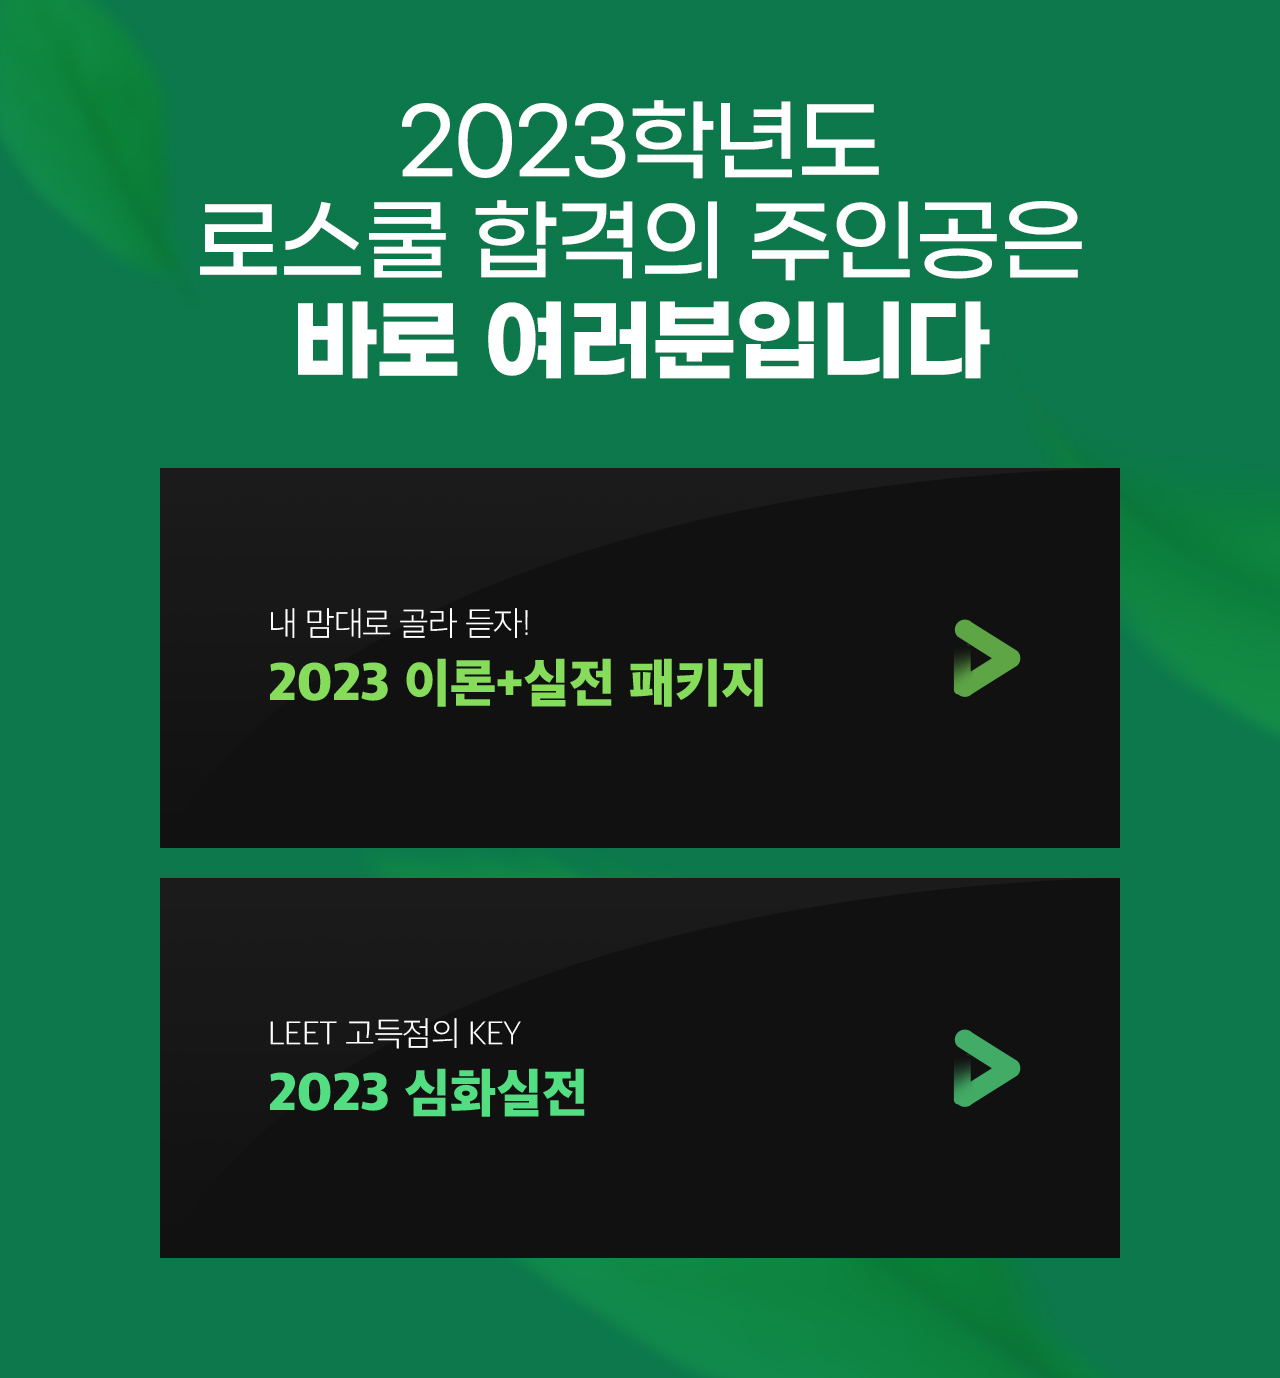 2023학년도
로스쿨 합격의 주인공은
바로 여러분입니다
내 맘대로 골라 듣자!
2023 이론+실전 패키지
LEET 고득점의 KEY
2023 심화실전